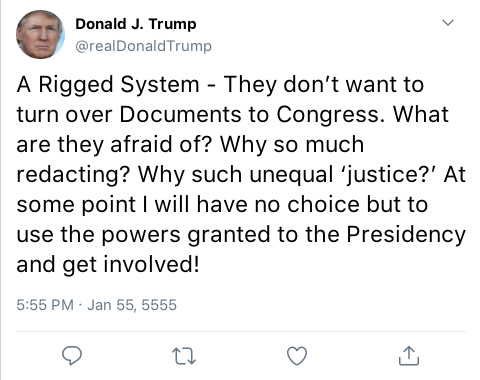 Donald J. Trump
@realDonaldTrump
A Rigged System - They don’t want to
turn over Documents to Congress. What
are they afraid of? Why so much
redacting? Why such unequal ‘justice?’ At
some point I will have no choice but to
use the powers granted to the Presidency
and get involved!
5:55 PM · Jan 55, 5555